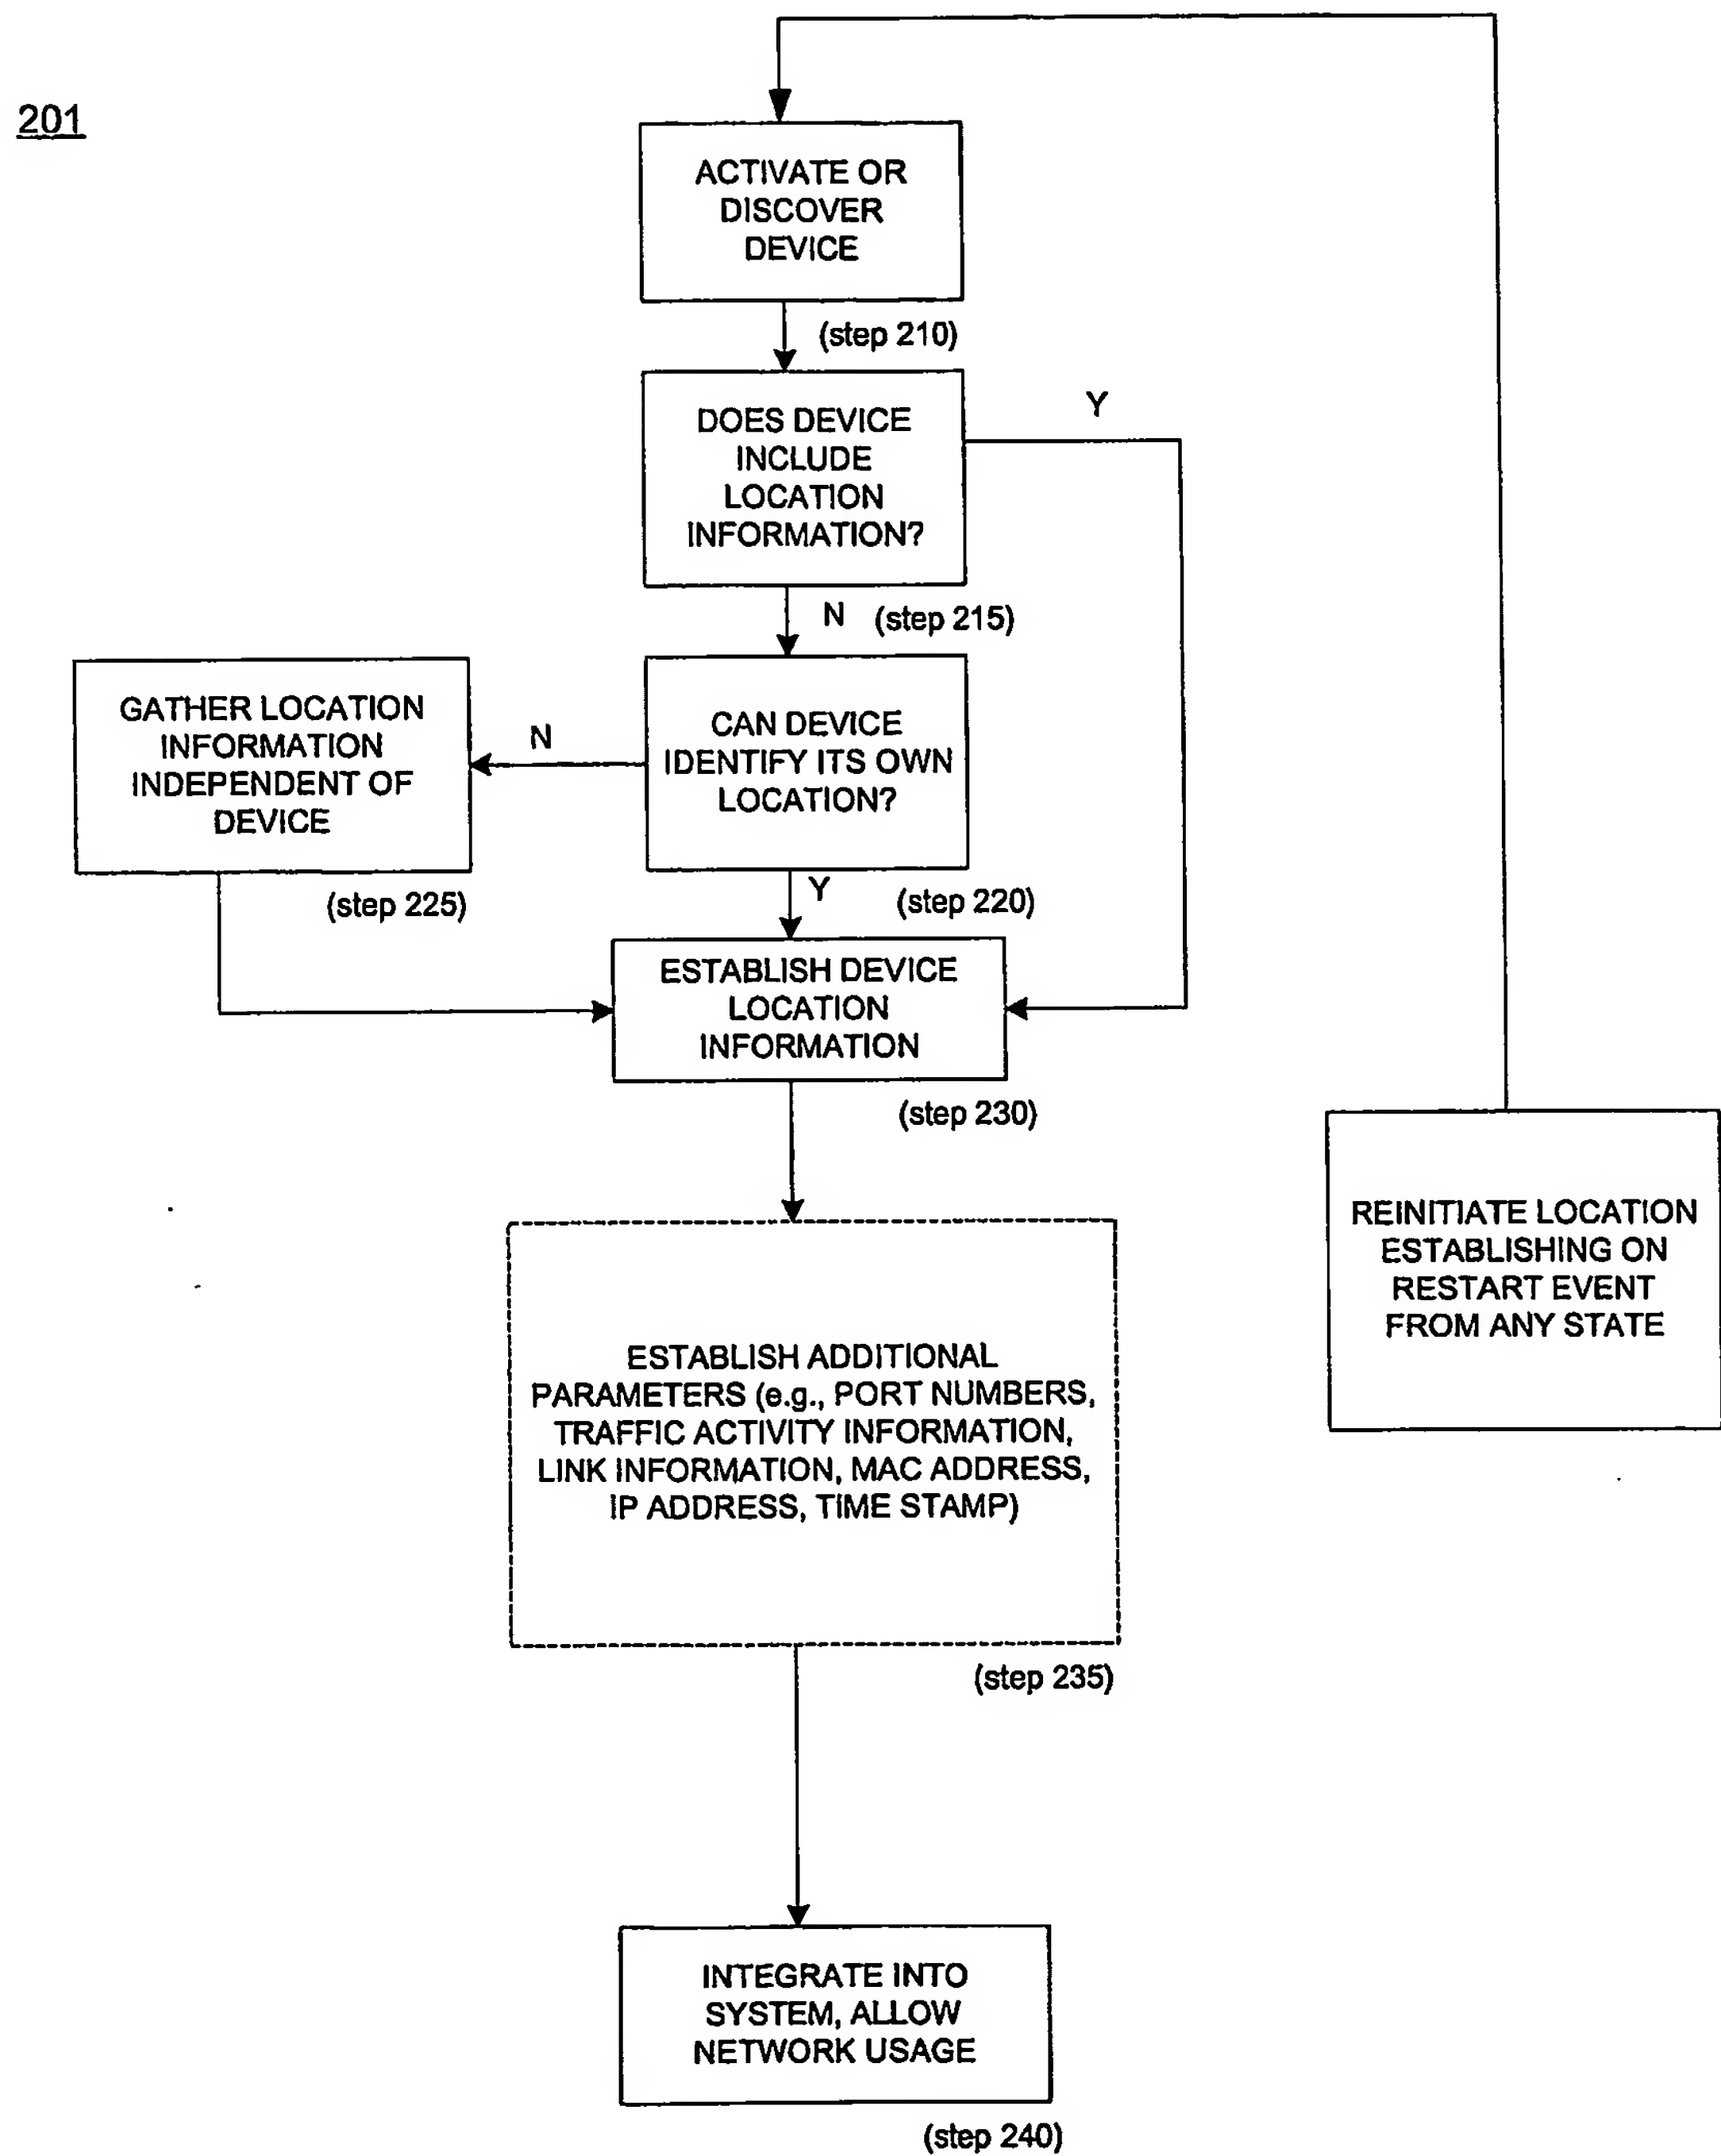 201
ACTIVATE OR
DISCOVER
DEVICE
(step 210)
DOES DEVICE
INCLUDE
LOCATION
INFORMATION?
Y
N
(step 215)
GATHER LOCATION
INFORMATION
INDEPENDENT OF
DEVICE
N
CAN DEVICE
IDENTIFY ITS OWN
LOCATION?
(step 225)
Y
(step 220)
ESTABLISH DEVICE
LOCATION
INFORMATION
(step 230)
REINITIATE LOCATION
ESTABLISHING ON
RESTART EVENT
FROM ANY STATE
ESTABLISH ADDITIONAL
PARAMETERS (e.g., PORT NUMBERS,
TRAFFIC ACTIVITY INFORMATION,
LINK INFORMATION, MAC ADDRESS,
IP ADDRESS, TIME STAMP)
(step 235)
INTEGRATE INTO
SYSTEM, ALLOW
NETWORK USAGE
(step 240)